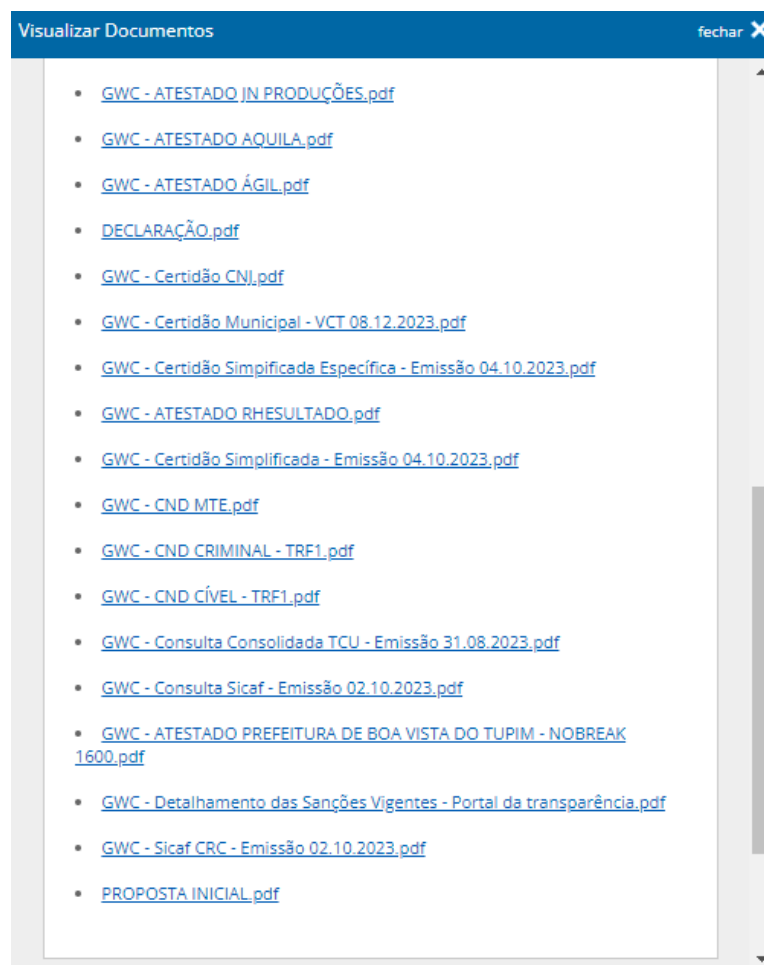 Visualizar Documentos
fechar X
• GWC - ATESTADO JN PRODUÇÕES.pdf
• GWC - ATESTADO AQUILA.pdf
• GWC - ATESTADO ÁGIL.pdf
• DECLARAÇÃO.pdf
• GWC - Certidão CNJ.pdf
• GWC - Certidão Municipal - VCT 08.12.2023.pdf
• GWC - Certidão Simpificada Específica - Emissão 04.10.2023.pdf
• GWC - ATESTADO RHESULTADO.pdf
• GWC - Certidão Simplificada - Emissão 04.10.2023.pdf
• GWC - CND MTE.pdf
• GWC - CND CRIMINAL - TRF1.pdf
• GWC - CND CÍVEL - TRF1.pdf
• GWC - Consulta Consolidada TCU - Emissão 31.08.2023.pdf
• GWC - Consulta Sicaf - Emissão 02.10.2023.pdf
• GWC - ATESTADO PREFEITURA DE BOA VISTA DO TUPIM - NOBREAK
1600.pdf
• GWC - Detalhamento das Sanções Vigentes - Portal da transparência.pdf
• GWC - Sicaf CRC - Emissão 02.10.2023.pdf
• PROPOSTA INICIAL.pdf